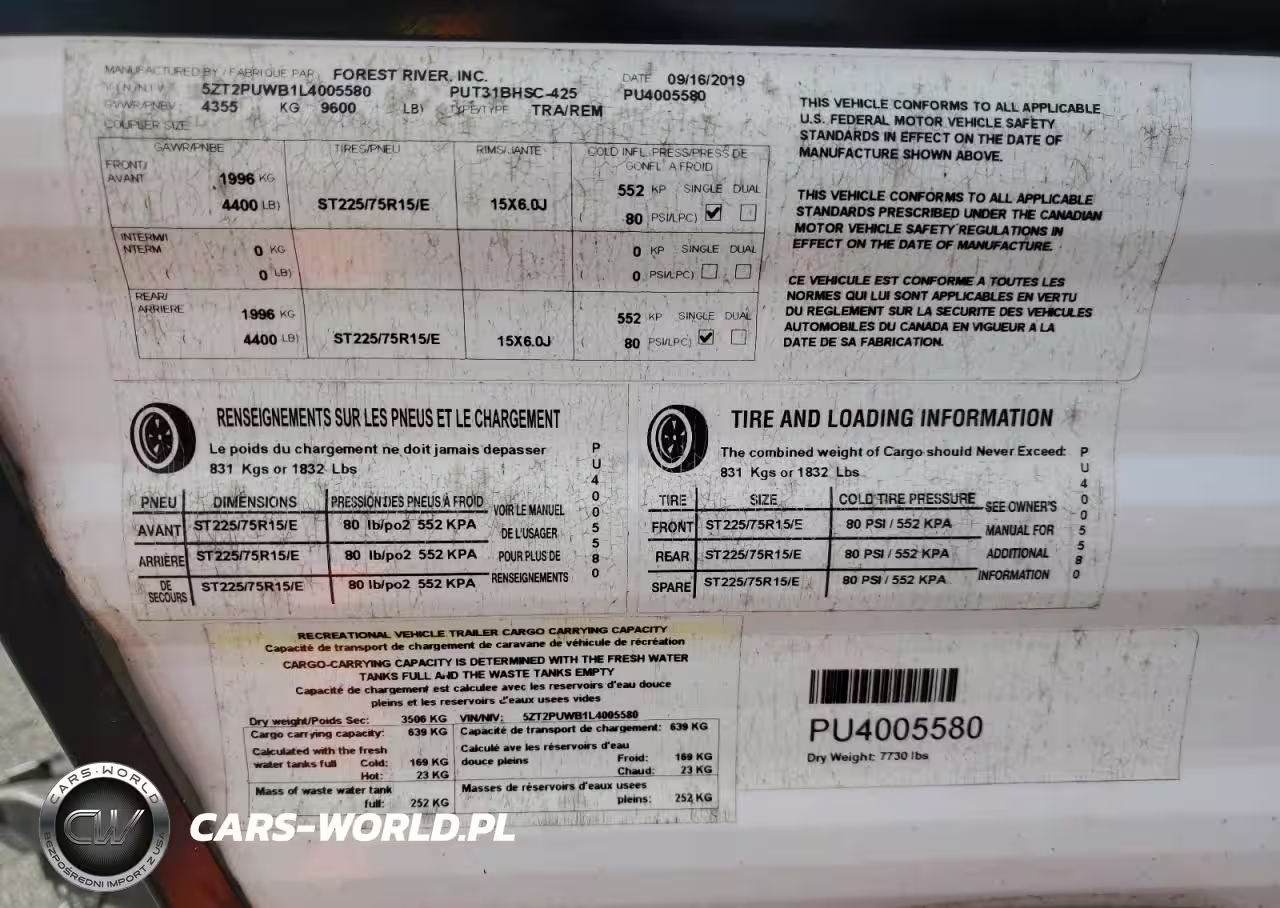 MANUFACTURED BY / FABRIQUE PAR FOREST RIVER, INC. DATE 09/16/2019
V.I.N/N.I.V. 5ZT2PUWB1L4005580 PUT31BHSC-425 PU4005580
GVWR/PNBV 4355 KG 9600 LB) TYPE/TYPE TRA/REM
COUPLER SIZE
GAWR/PNBE TIRES/PNEU RIMS/JANTE COLD INFL. PRESS/PRESS DE GONFL' A FROID
FRONT/ AVANT 1996 KG 552 KP SINGLE DUAL
4400 LB) ST225/75R15/E 15X6.0J ( 80 PSI/LPC)
INTERM/ INTERM 0 KG 0 KP SINGLE DUAL
( 0 LB) ( 0 PSI/LPC)
REAR/ ARRIERE 1996 KG 552 KP SINGLE DUAL
( 4400 LB) ST225/75R15/E 15X6.0J ( 80 PSI/LPC)
THIS VEHICLE CONFORMS TO ALL APPLICABLE
U.S. FEDERAL MOTOR VEHICLE SAFETY
STANDARDS IN EFFECT ON THE DATE OF
MANUFACTURE SHOWN ABOVE.
THIS VEHICLE CONFORMS TO ALL APPLICABLE
STANDARDS PRESCRIBED UNDER THE CANADIAN
MOTOR VEHICLE SAFETY REGULATIONS IN
EFFECT ON THE DATE OF MANUFACTURE.
CE VEHICULE EST CONFORME A TOUTES LES
NORMES QUI LUI SONT APPLICABLES EN VERTU
DU REGLEMENT SUR LA SECURITE DES VEHICULES
AUTOMOBILES DU CANADA EN VIGUEUR A LA
DATE DE SA FABRICATION.
RENSEIGNEMENTS SUR LES PNEUS ET LE CHARGEMENT
Le poids du chargement ne doit jamais depasser
831 Kgs or 1832 Lbs
PNEU DIMENSIONS PRESSION DES PNEUS À FROID
AVANT ST225/75R15/E 80 lb/po2 552 KPA
ARRIÈRE ST225/75R15/E 80 lb/po2 552 KPA
DE SECOURS ST225/75R15/E 80 lb/po2 552 KPA
VOIR LE MANUEL
DE L'USAGER
POUR PLUS DE
RENSEIGNEMENTS
PU4005580
TIRE AND LOADING INFORMATION
The combined weight of Cargo should Never Exceed:
831 Kgs or 1832 Lbs
TIRE SIZE COLD TIRE PRESSURE
FRONT ST225/75R15/E 80 PSI / 552 KPA
REAR ST225/75R15/E 80 PSI / 552 KPA
SPARE ST225/75R15/E 80 PSI / 552 KPA
SEE OWNER'S
MANUAL FOR
ADDITIONAL
INFORMATION
PU4005580
RECREATIONAL VEHICLE TRAILER CARGO CARRYING CAPACITY
Capacite de transport de chargement de caravane de véhicule de récréation
CARGO-CARRYING CAPACITY IS DETERMINED WITH THE FRESH WATER
TANKS FULL AND THE WASTE TANKS EMPTY
Capacité de chargement est calculee avec les reservoirs d'eau douce
pleins et les reservoirs d'eaux usees vides
Dry weight/Poids Sec: 3506 KG VIN/NIV: 5ZT2PUWB1L4005580
Cargo carrying capacity: 639 KG Capacité de transport de chargement: 639 KG
Calculated with the fresh Calculé ave les réservoirs d'eau
water tanks full Cold: 169 KG douce pleins Froid: 169 KG
Hot: 23 KG Chaud: 23 KG
Mass of waste water tank Masses de réservoirs d'eaux usees
full: 252 KG pleins: 252 KG
PU4005580
Dry Weight: 7730 lbs
CARS-WORLD
CW
BEZPOŚREDNI IMPORT Z USA
CARS-WORLD.PL